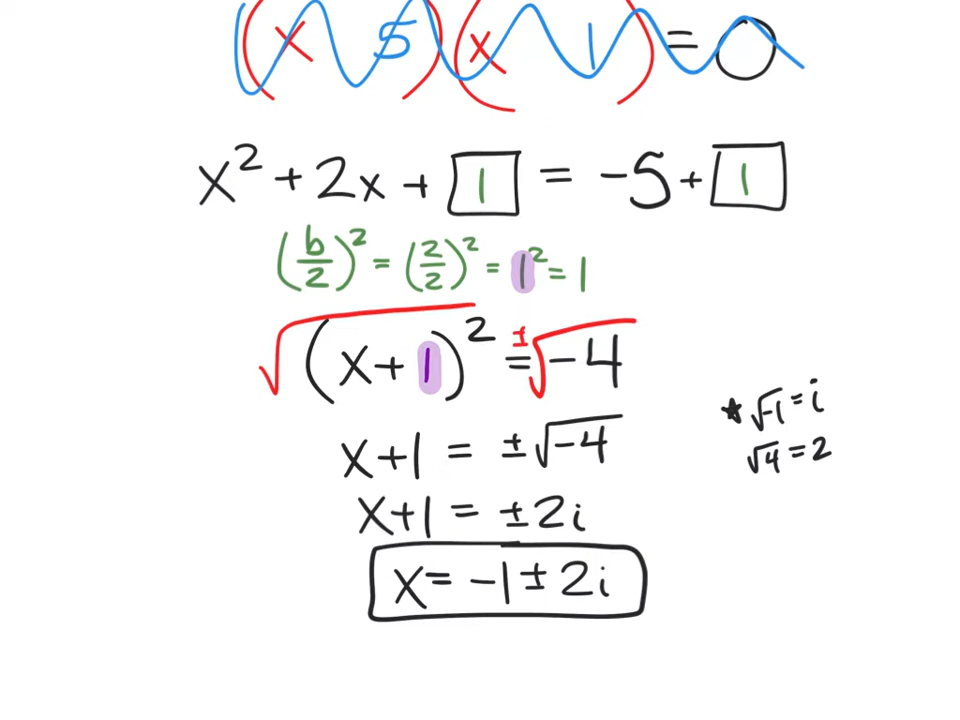 (x 5)(x 1) = 0
x² + 2x + 1 = -5 + 1
(b/2)² = (2/2)² = 1² = 1
√(x + 1)² = ±√-4
x+1 = ±√-4
* √-1 = i
√4 = 2
x+1 = ±2i
x = -1 ± 2i